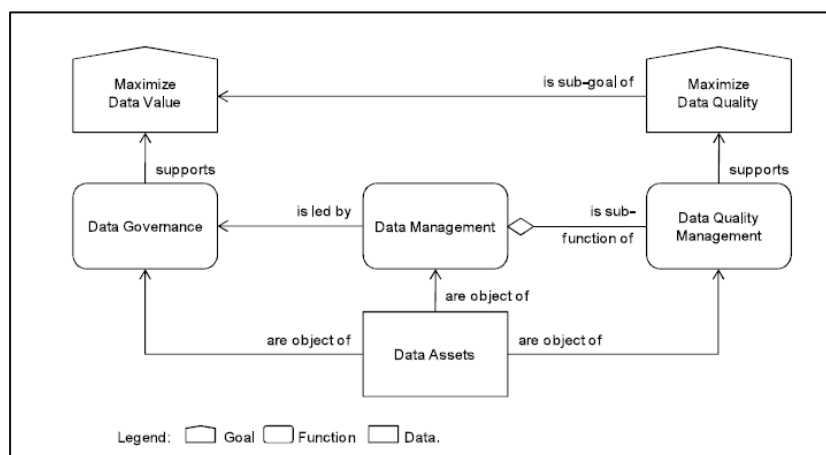 Maximize
Data Value
is sub-goal of
Maximize
Data Quality
supports
supports
Data Governance
is led by
Data Management
is sub-
function of
Data Quality
Management
are object of
are object of
Data Assets
are object of
Legend: Goal Function Data.